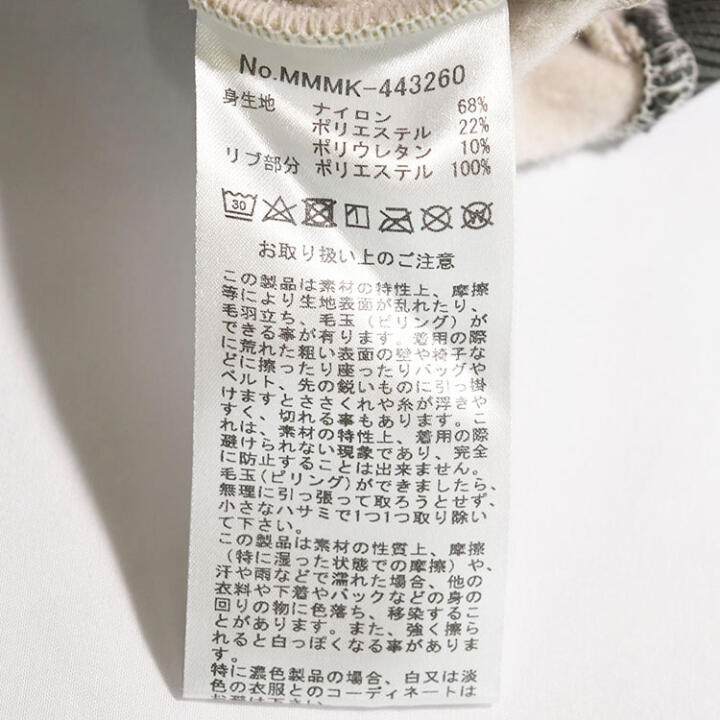 No.MMMK-443260
身生地 ナイロン 68%
ポリエステル 22%
ポリウレタン 10%
リブ部分 ポリエステル 100%
30
お取り扱い上のご注意
この製品は素材の特性上、摩擦
等により生地表面が乱れたり、
毛羽立ち、毛玉(ピリング)が
できる事が有ります。着用の際
に荒れた粗い表面の壁や椅子な
どに擦ったり座ったりバッグや
ベルト、先の鋭いものに引っ掛
けますとささくれや糸が浮きや
すく、切れる事もあります。こ
れは、素材の特性上、着用の際
避けられない現象であり、完全
に防止することは出来ません。
毛玉(ピリング)ができましたら、
無理に引っ張って取ろうとせず、
小さなハサミで1つ1つ取り除い
て下さい。
この製品は素材の性質上、摩擦
(特に湿った状態での摩擦)や、
汗や雨などで濡れた場合、他の
衣料や下着やバックなどの身の
回りの物に色落ち、移染するこ
とがあります。また、強く擦ら
れると白っぽくなる事がありま
す。
特に濃色製品の場合、白又は淡
色の衣服とのコーディネートは
お避け下さい。